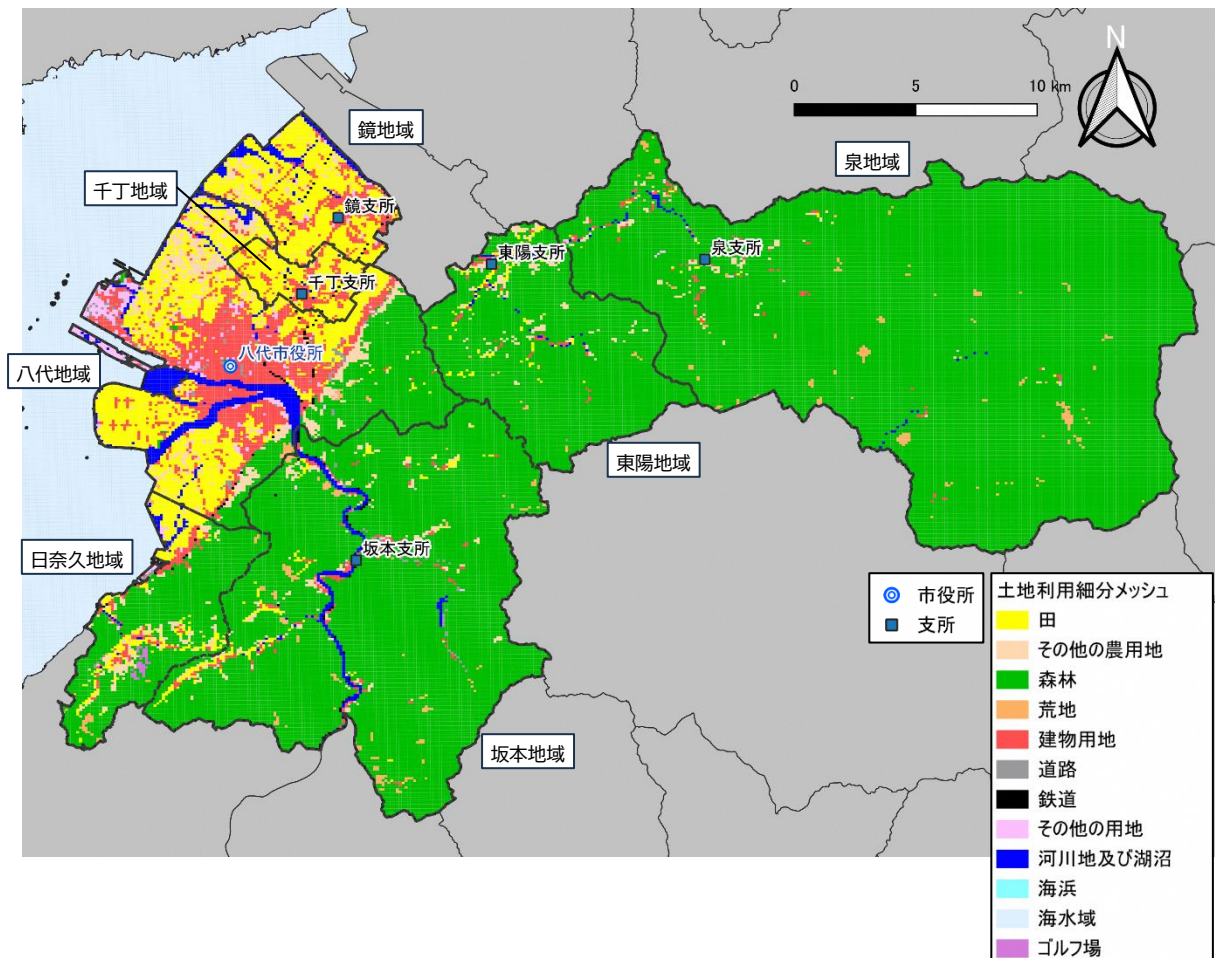 N
0 5 10 km
鏡地域
泉地域
千丁地域
鏡支所
東陽支所
泉支所
千丁支所
八代市役所
八代地域
東陽地域
日奈久地域
坂本支所
坂本地域
市役所
支所
土地利用細分メッシュ
田
その他の農用地
森林
荒地
建物用地
道路
鉄道
その他の用地
河川地及び湖沼
海浜
海水域
ゴルフ場